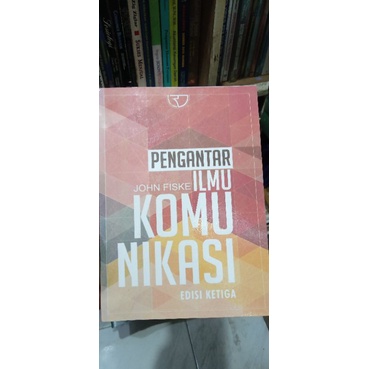 PENGANTAR
JOHN FISKE ILMU
KOMU
NIKASI
EDISI KETIGA